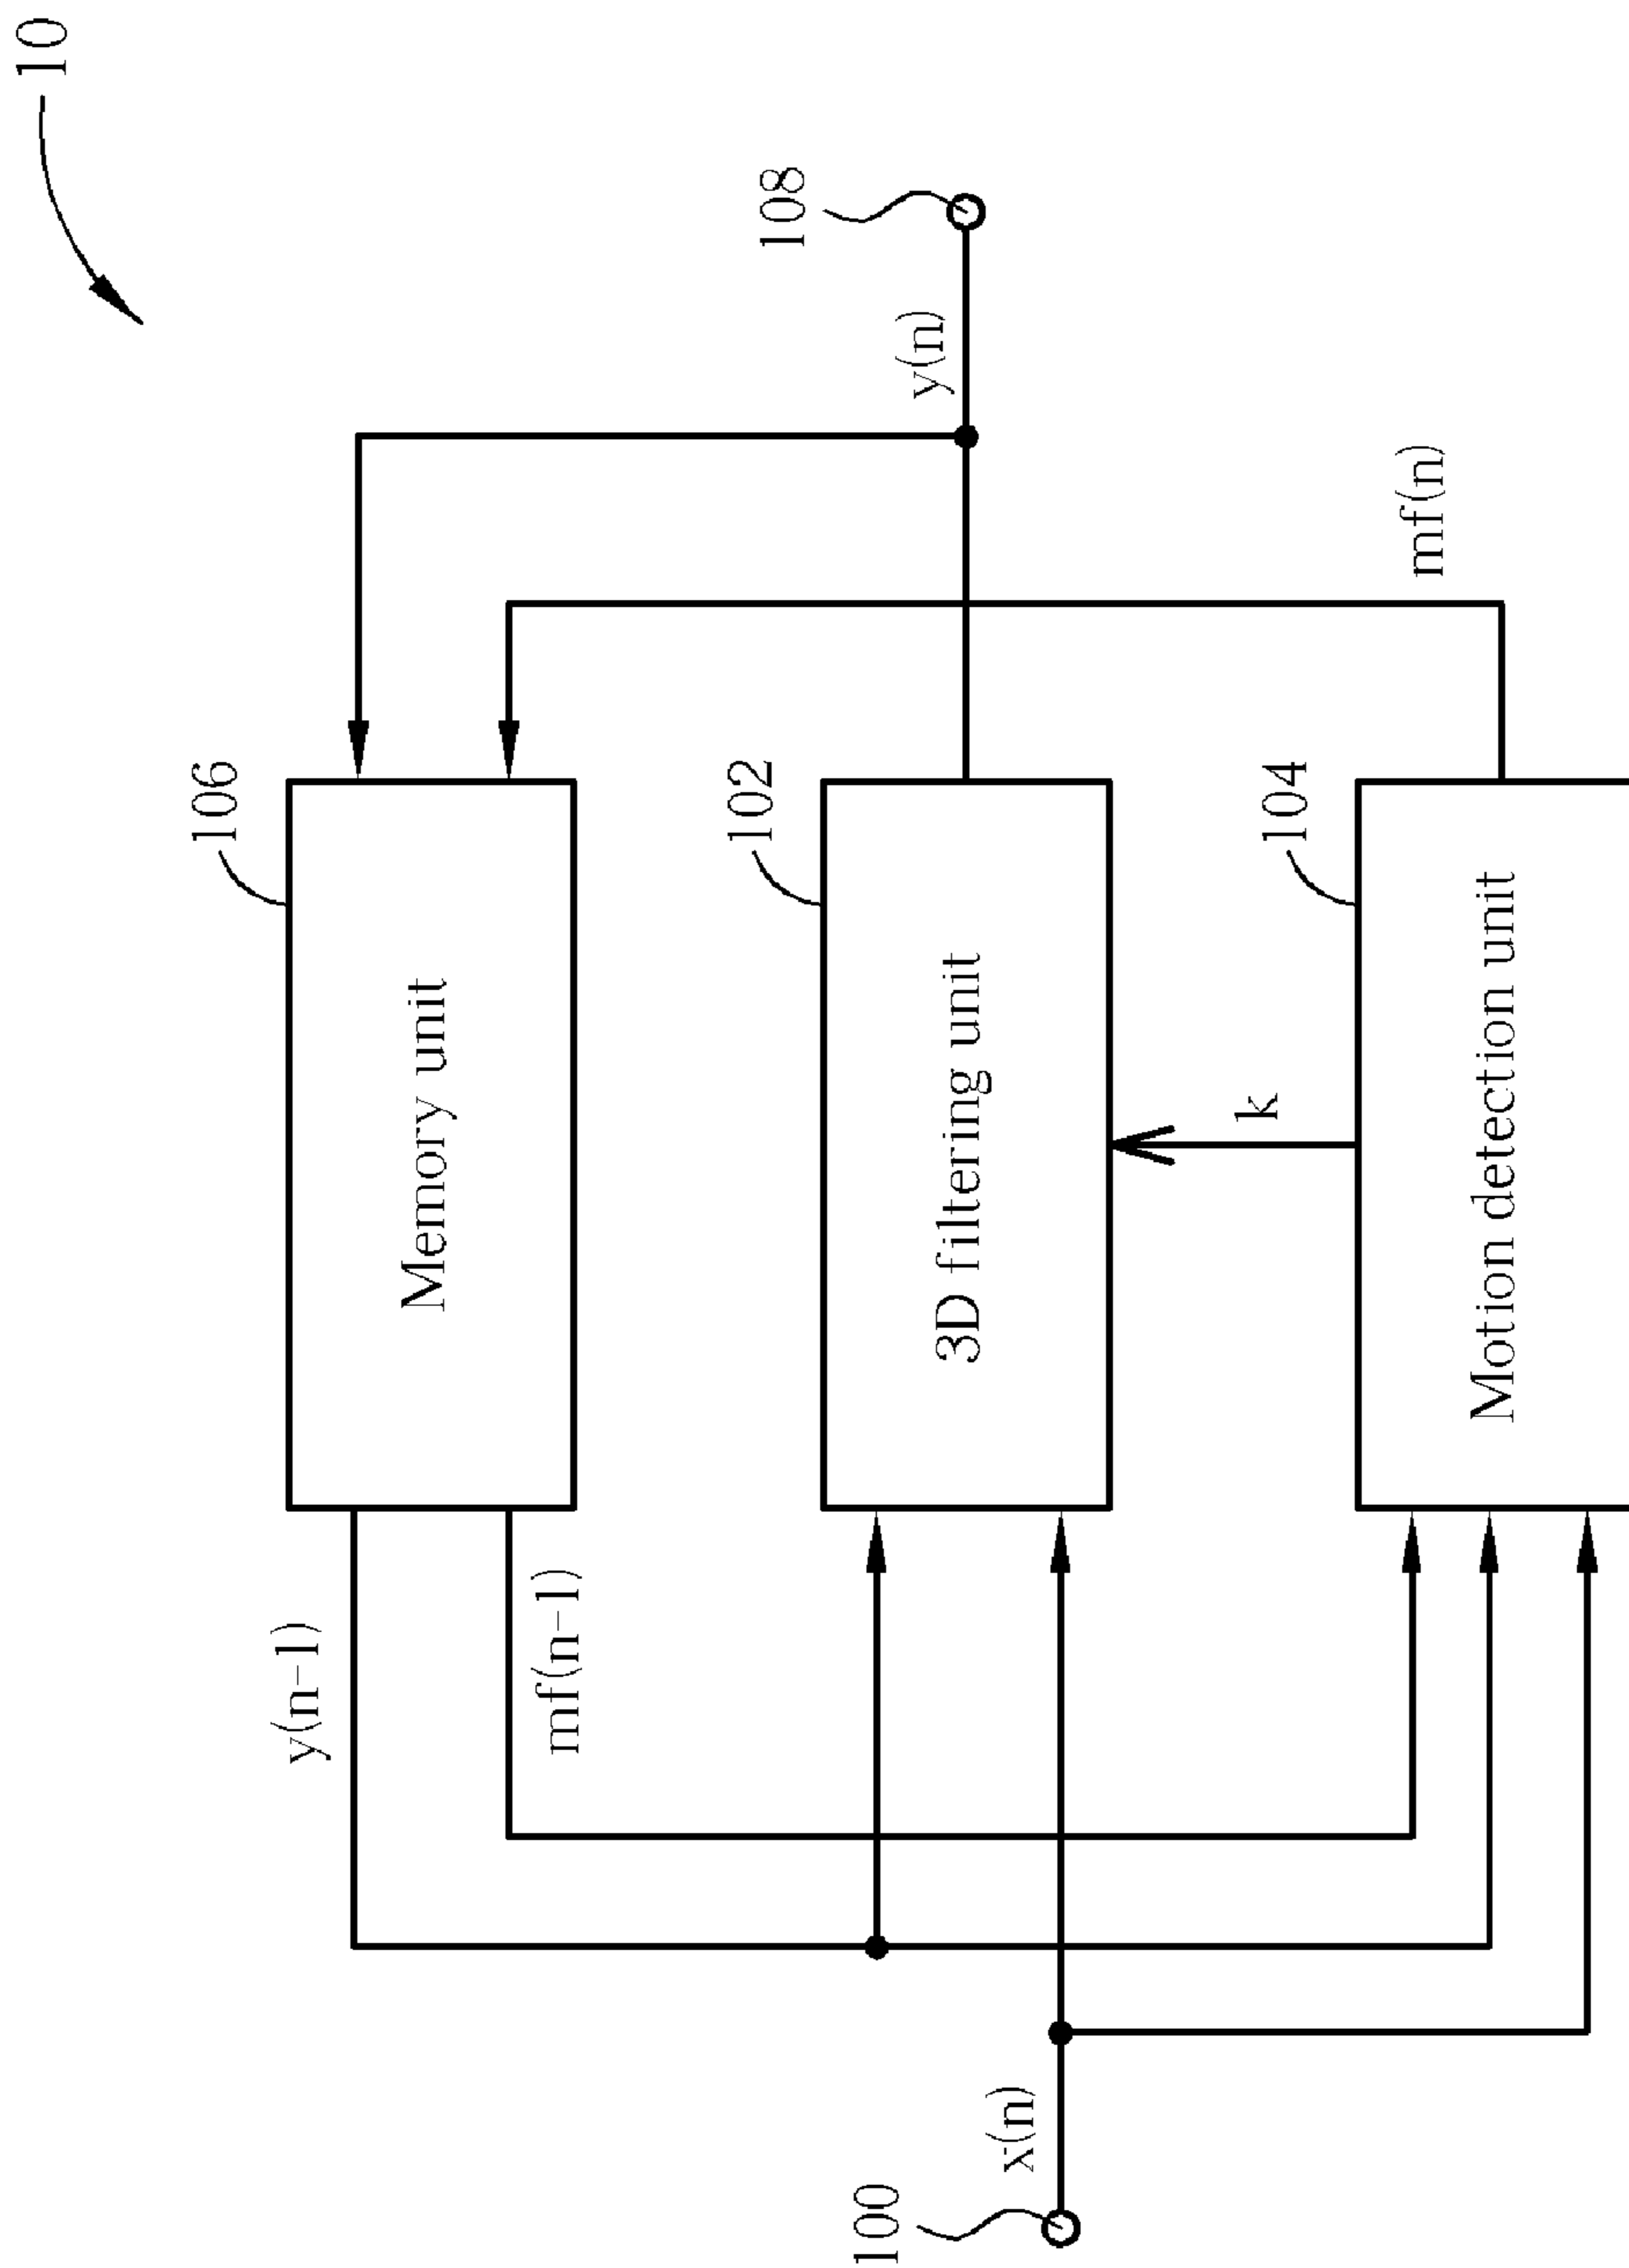 10
106
Memory unit
y(n-1)
mf(n-1)
108
y(n)
102
3D filtering unit
k
mf(n)
104
Motion detection unit
100
x(n)